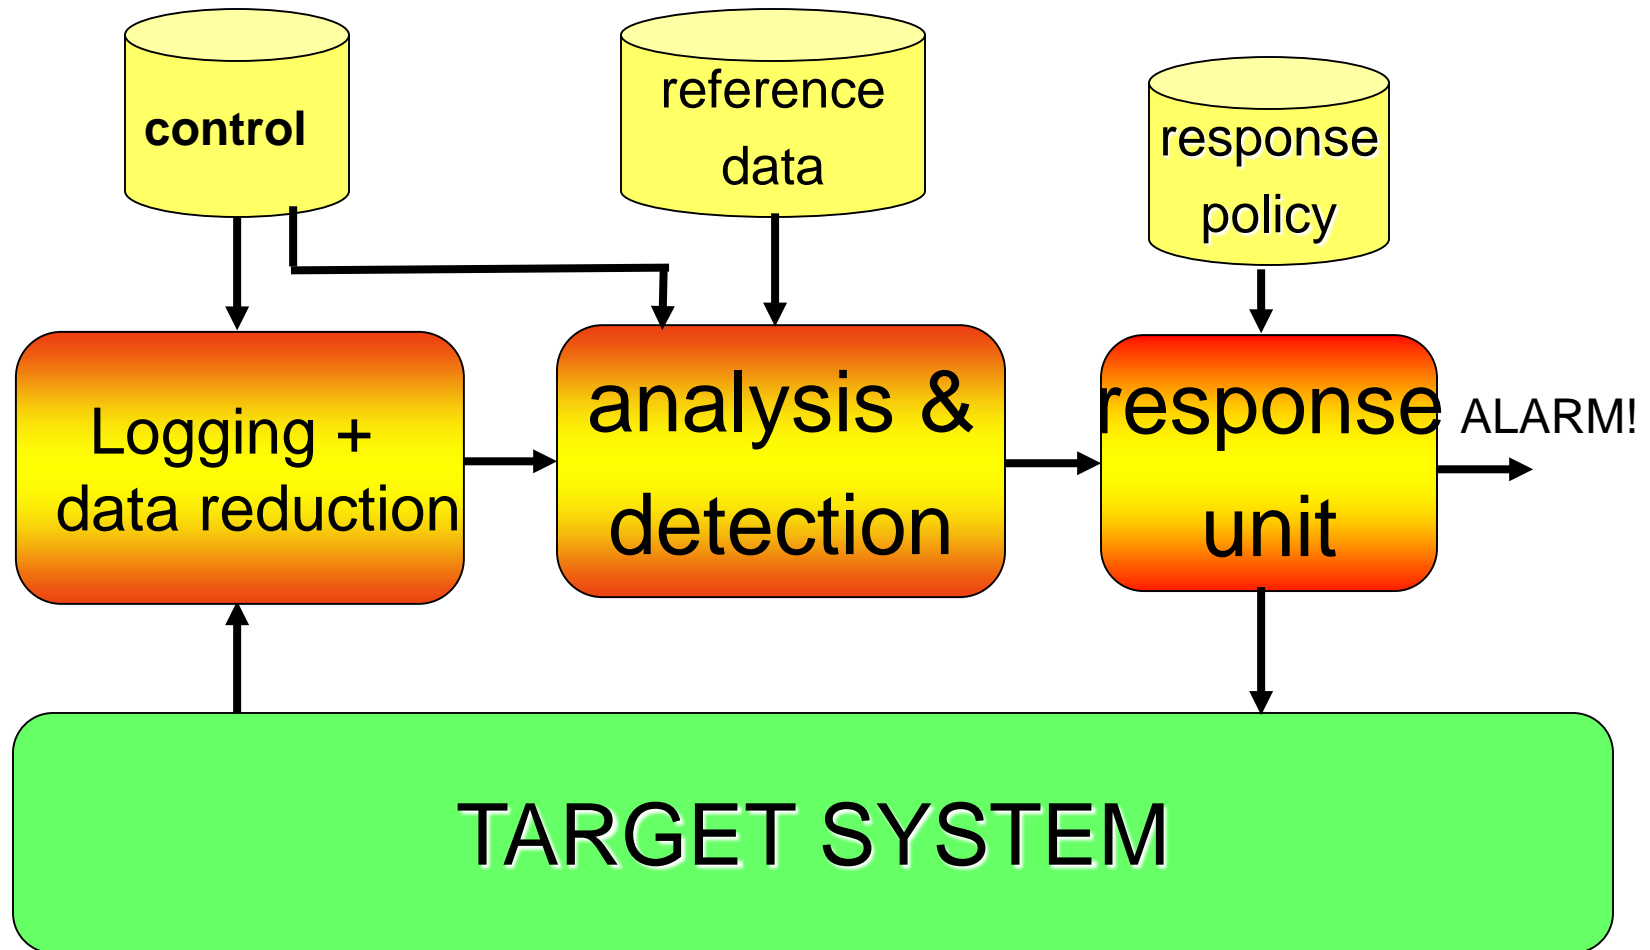 control
reference
data
response
policy
Logging +
data reduction
analysis &
detection
response
unit
ALARM!
TARGET SYSTEM